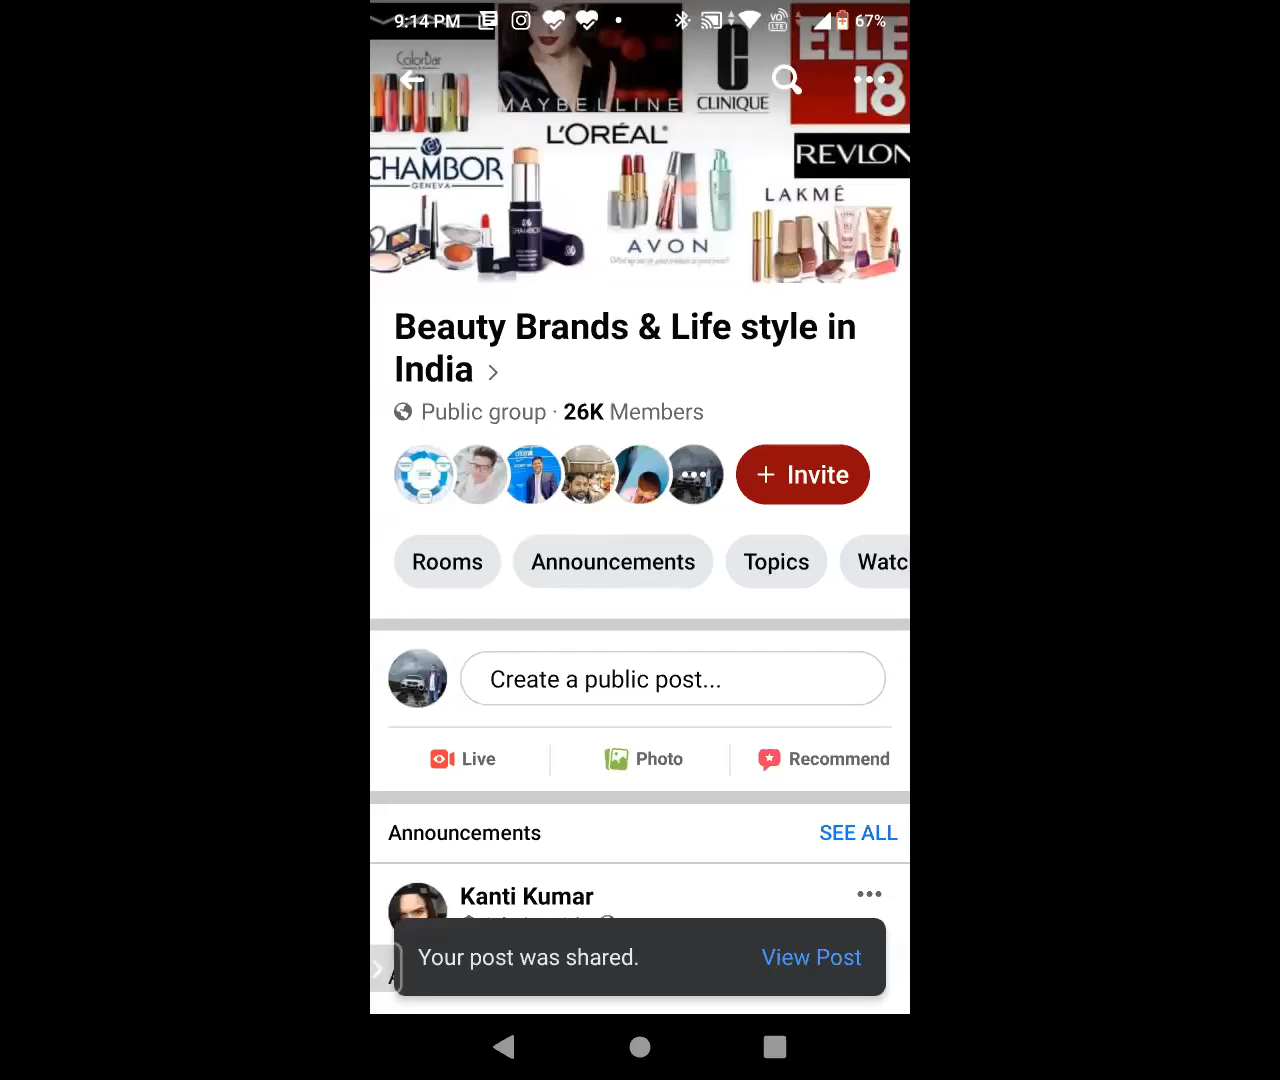 9:14 PM
VO
LTE
67%
ColorBar
MAYBELLINE
CLINIQUE
ELLE
18
L'ORÉAL
CHAMBOR
GENEVA
REVLON
LAKMÉ
AVON
Beauty Brands & Life style in
India >
Public group · 26K Members
+ Invite
Rooms
Announcements
Topics
Watc
Create a public post...
Live
Photo
Recommend
Announcements
SEE ALL
Kanti Kumar
Your post was shared.
View Post